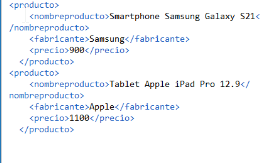 <producto>
<nombreproducto>Smartphone Samsung Galaxy S21<
/nombreproducto>
<fabricante>Samsung</fabricante>
<precio>900</precio>
</producto>
<producto>
<nombreproducto>Tablet Apple iPad Pro 12.9</
nombreproducto>
<fabricante>Apple</fabricante>
<precio>1100</precio>
</producto>